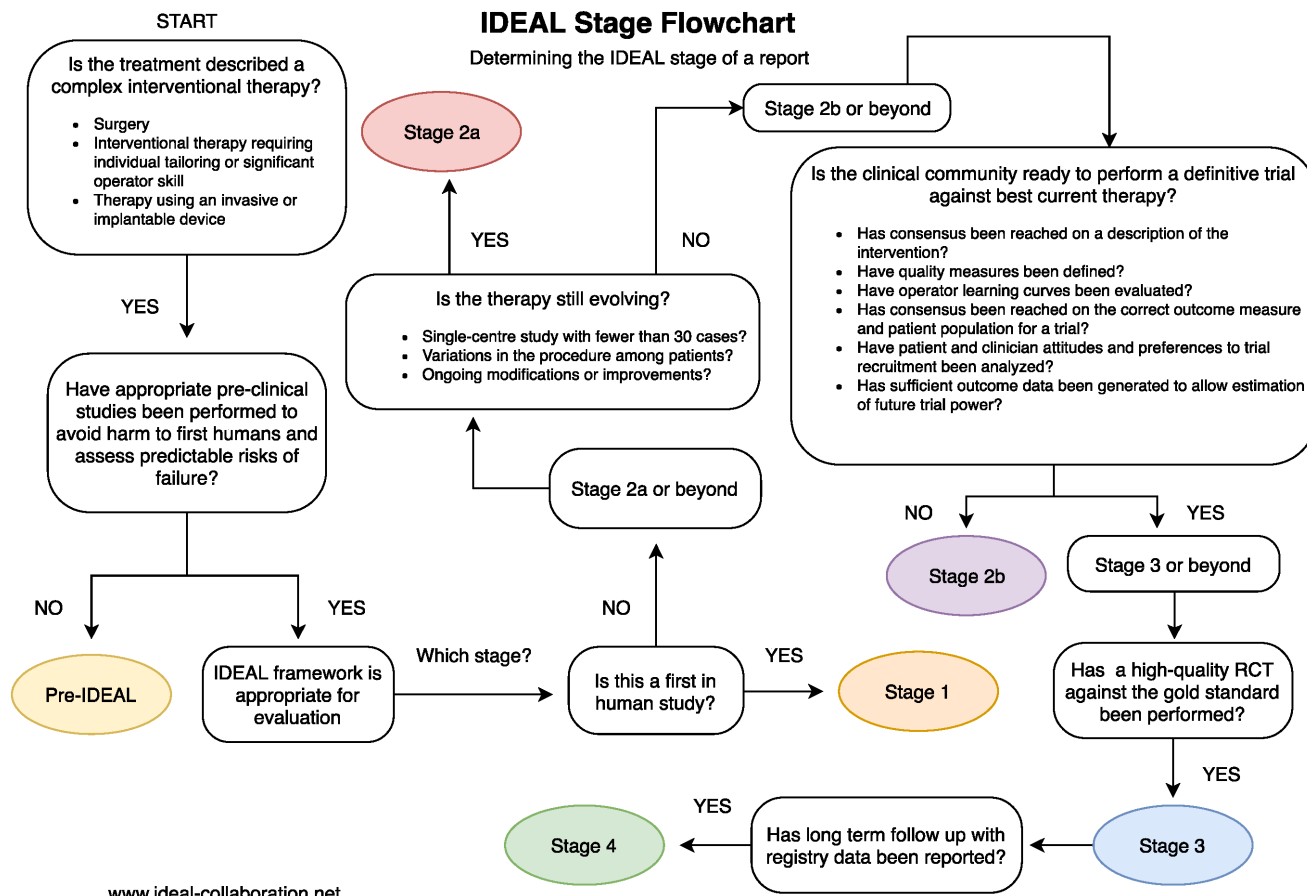 IDEAL Stage Flowchart
Determining the IDEAL stage of a report
START
Is the treatment described a
complex interventional therapy?
• Surgery
• Interventional therapy requiring
individual tailoring or significant
operator skill
• Therapy using an invasive or
implantable device
YES
Have appropriate pre-clinical
studies been performed to
avoid harm to first humans and
assess predictable risks of
failure?
NO
YES
Pre-IDEAL
IDEAL framework is
appropriate for
evaluation
Which stage?
Is this a first in
human study?
YES
Stage 1
NO
Stage 2a or beyond
Is the therapy still evolving?
• Single-centre study with fewer than 30 cases?
• Variations in the procedure among patients?
• Ongoing modifications or improvements?
YES
Stage 2a
NO
Stage 2b or beyond
Is the clinical community ready to perform a definitive trial
against best current therapy?
• Has consensus been reached on a description of the
intervention?
• Have quality measures been defined?
• Have operator learning curves been evaluated?
• Has consensus been reached on the correct outcome measure
and patient population for a trial?
• Have patient and clinician attitudes and preferences to trial
recruitment been analyzed?
• Has sufficient outcome data been generated to allow estimation
of future trial power?
NO
Stage 2b
YES
Stage 3 or beyond
Has a high-quality RCT
against the gold standard
been performed?
YES
Stage 3
Has long term follow up with
registry data been reported?
YES
Stage 4
www.ideal-collaboration.net